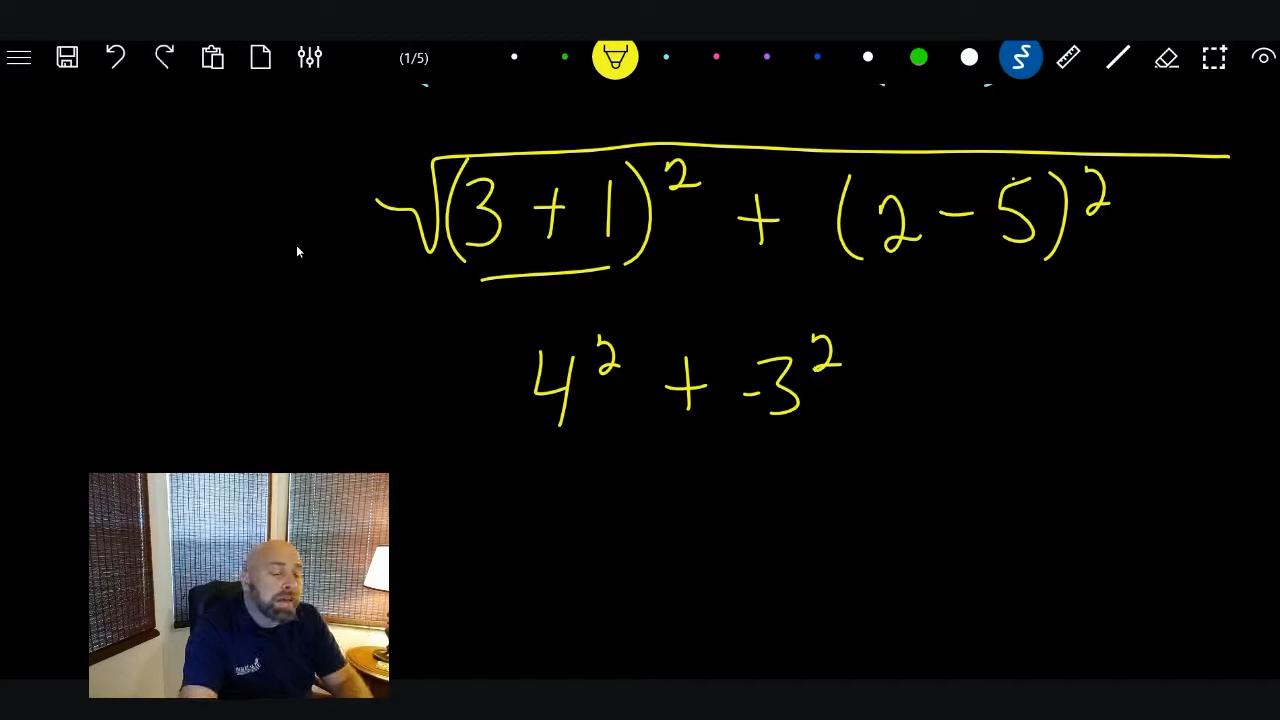 (1/5)
√(3 + 1)² + (2 - 5)²
4² + -3²